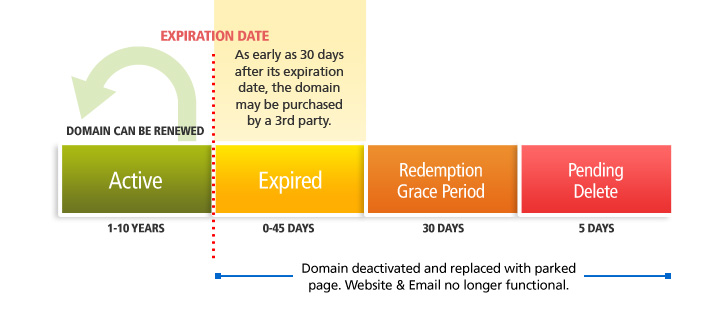 EXPIRATION DATE
As early as 30 days
after its expiration
date, the domain
may be purchased
by a 3rd party.
DOMAIN CAN BE RENEWED
Active
Expired
Redemption
Grace Period
Pending
Delete
1-10 YEARS
0-45 DAYS
30 DAYS
5 DAYS
Domain deactivated and replaced with parked
page. Website & Email no longer functional.